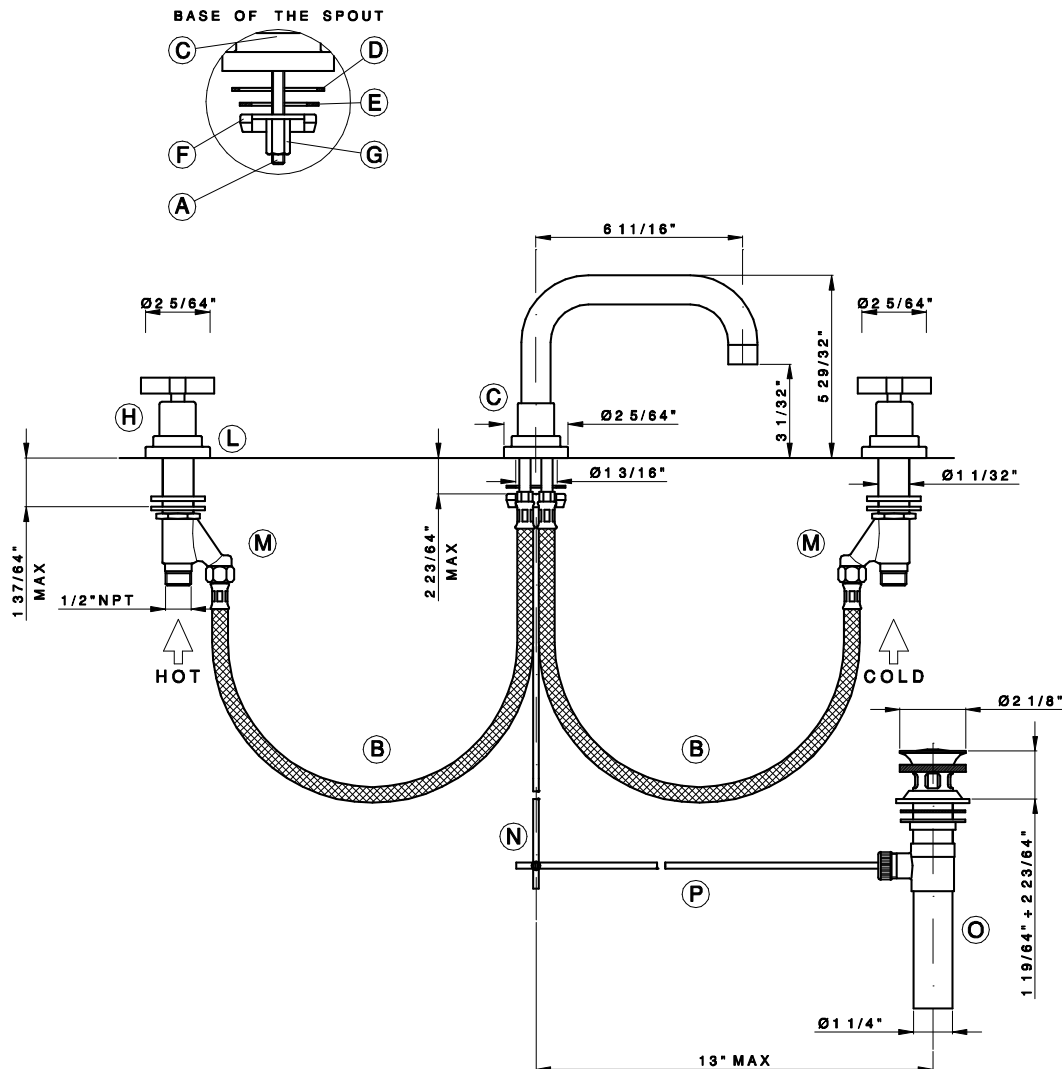 BASE OF THE SPOUT
C
D
E
F
G
A
6 11/16"
Ø2 5/64"
Ø2 5/64"
5 29/32"
3 1/32"
H
L
C
Ø2 5/64"
Ø1 3/16"
Ø1 1/32"
1 37/64"
MAX
2 23/64"
MAX
M
M
1/2"NPT
HOT
COLD
Ø2 1/8"
B
B
N
P
O
1 19/64" ÷ 2 23/64"
Ø1 1/4"
13" MAX